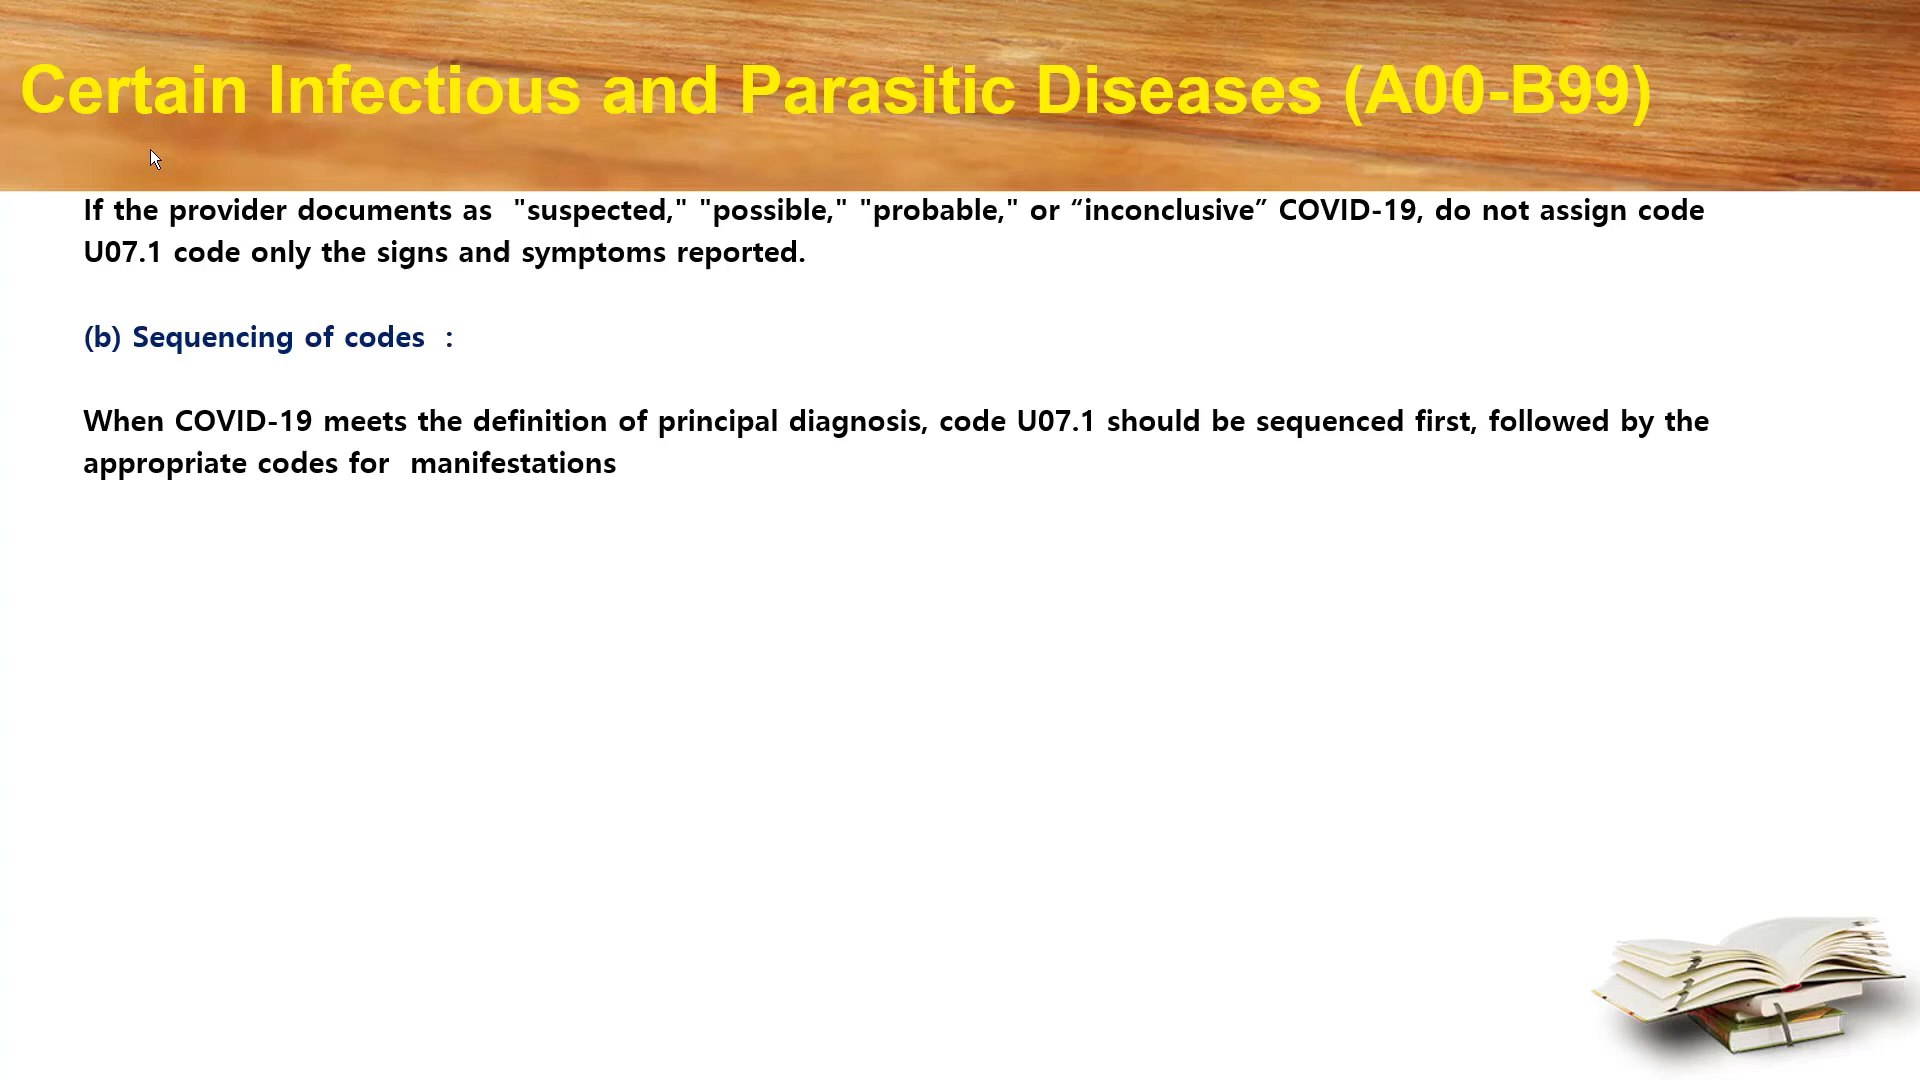 Certain Infectious and Parasitic Diseases (A00-B99)
If the provider documents as  "suspected," "possible," "probable," or “inconclusive” COVID-19, do not assign code
U07.1 code only the signs and symptoms reported.
(b) Sequencing of codes  :
When COVID-19 meets the definition of principal diagnosis, code U07.1 should be sequenced first, followed by the
appropriate codes for  manifestations